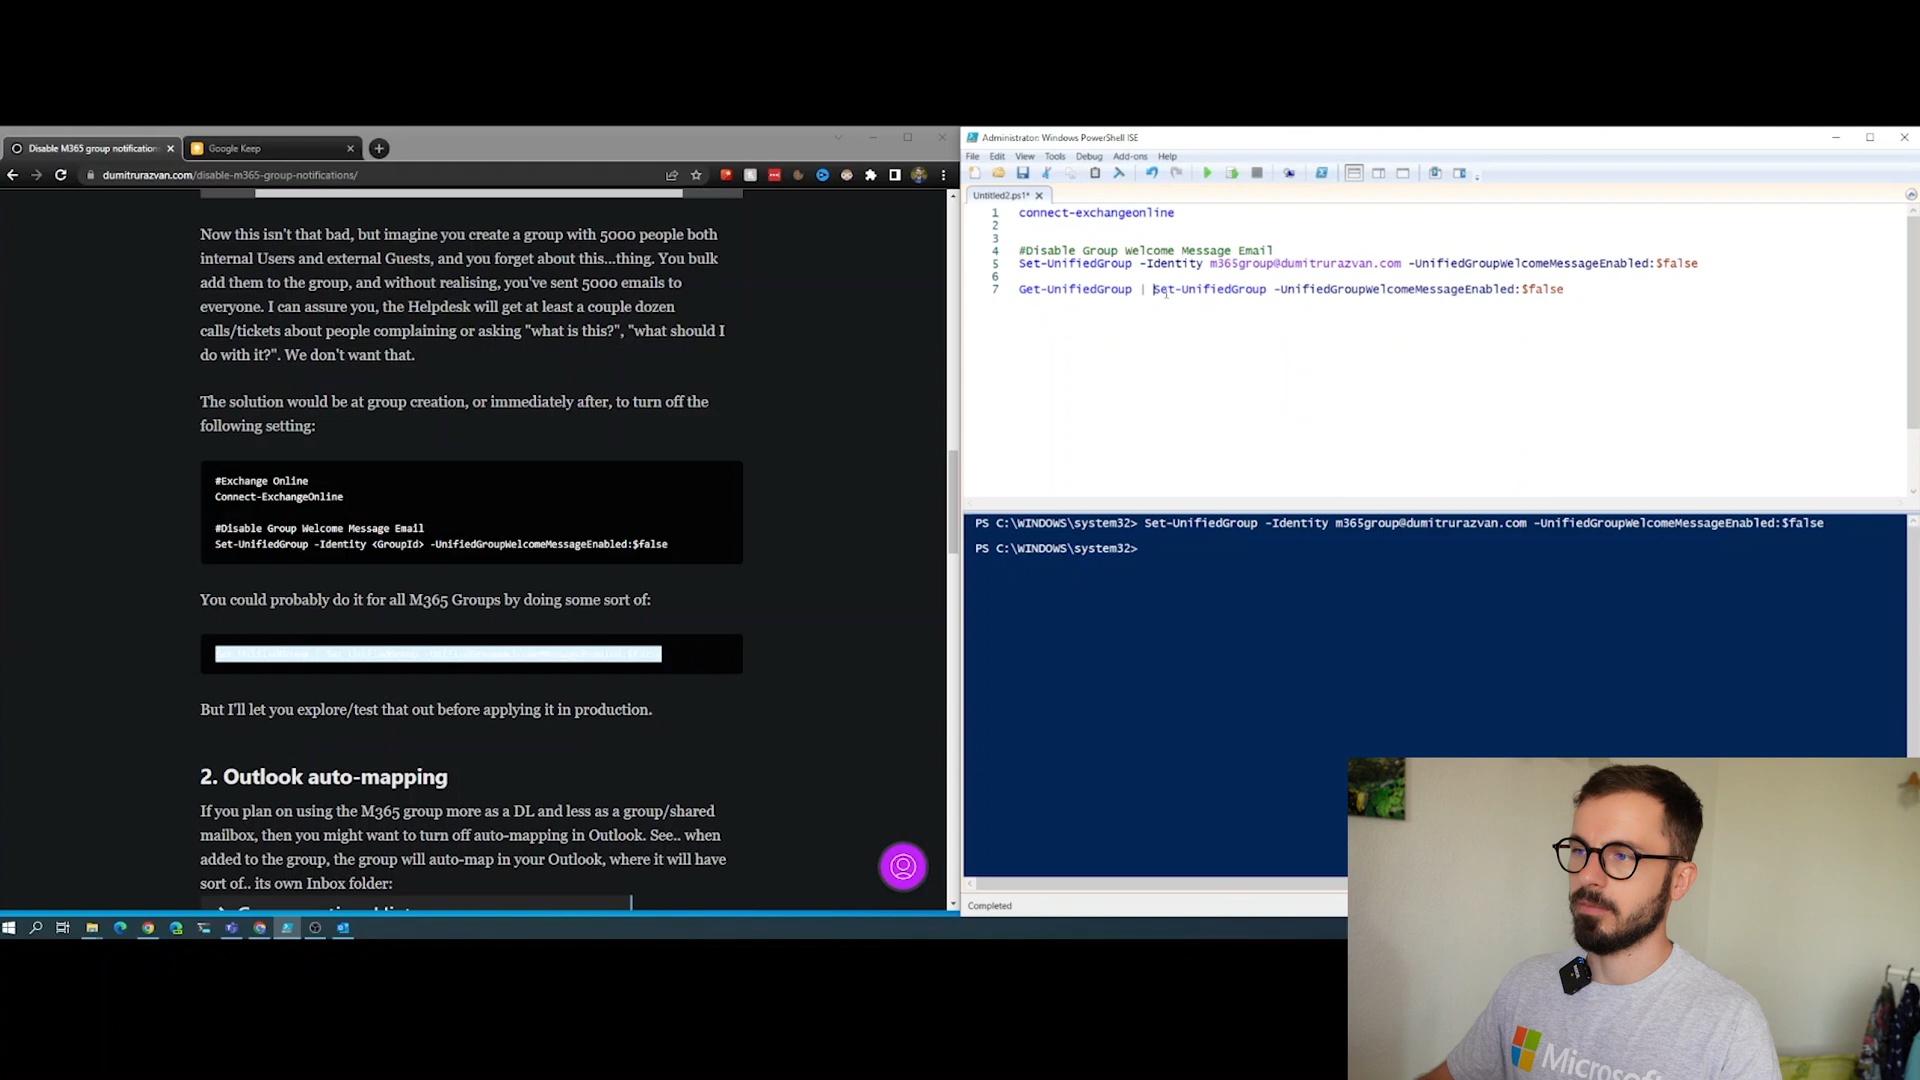 Disable M365 group notification
Google Keep
dumitrurazvan.com/disable-m365-group-notifications/
Now this isn't that bad, but imagine you create a group with 5000 people both
internal Users and external Guests, and you forget about this...thing. You bulk
add them to the group, and without realising, you've sent 5000 emails to
everyone. I can assure you, the Helpdesk will get at least a couple dozen
calls/tickets about people complaining or asking "what is this?", "what should I
do with it?". We don't want that.
The solution would be at group creation, or immediately after, to turn off the
following setting:
#Exchange Online
Connect-ExchangeOnline
#Disable Group Welcome Message Email
Set-UnifiedGroup -Identity <GroupId> -UnifiedGroupWelcomeMessageEnabled:$false
You could probably do it for all M365 Groups by doing some sort of:
But I'll let you explore/test that out before applying it in production.
2. Outlook auto-mapping
If you plan on using the M365 group more as a DL and less as a group/shared
mailbox, then you might want to turn off auto-mapping in Outlook. See.. when
added to the group, the group will auto-map in your Outlook, where it will have
sort of.. its own Inbox folder:
Administrator: Windows PowerShell ISE
File Edit View Tools Debug Add-ons Help
Untitled2.ps1*
1 connect-exchangeonline
2
3
4 #Disable Group Welcome Message Email
5 Set-UnifiedGroup -Identity m365group@dumitrurazvan.com -UnifiedGroupWelcomeMessageEnabled:$false
6
7 Get-UnifiedGroup | Set-UnifiedGroup -UnifiedGroupWelcomeMessageEnabled:$false
PS C:\WINDOWS\system32> Set-UnifiedGroup -Identity m365group@dumitrurazvan.com -UnifiedGroupWelcomeMessageEnabled:$false
PS C:\WINDOWS\system32>
Completed
Microsof